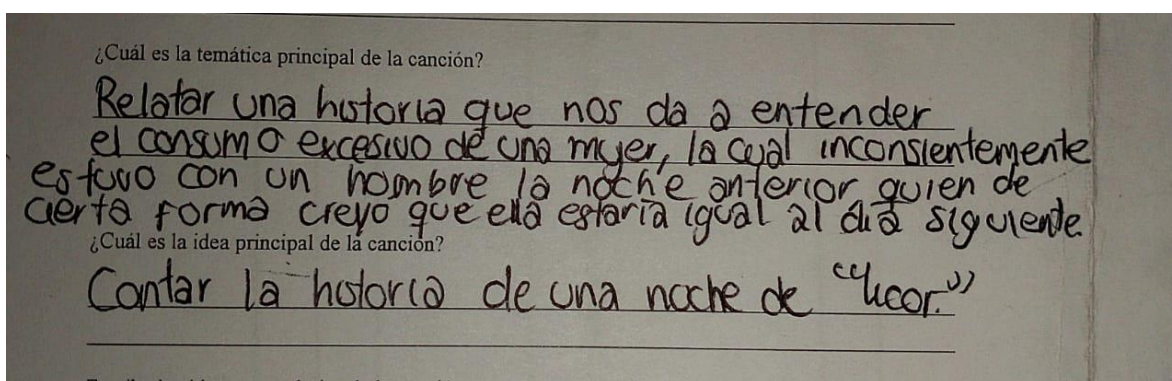 ¿Cuál es la temática principal de la canción?
Relatar una historia que nos da a entender
el consumo excesivo de una mujer, la cual inconsientemente
estuvo con un hombre la noche anterior quien de
cierta forma creyo que ella estaria igual al dia siguiente
¿Cuál es la idea principal de la canción?
Contar la historia de una noche de "licor."